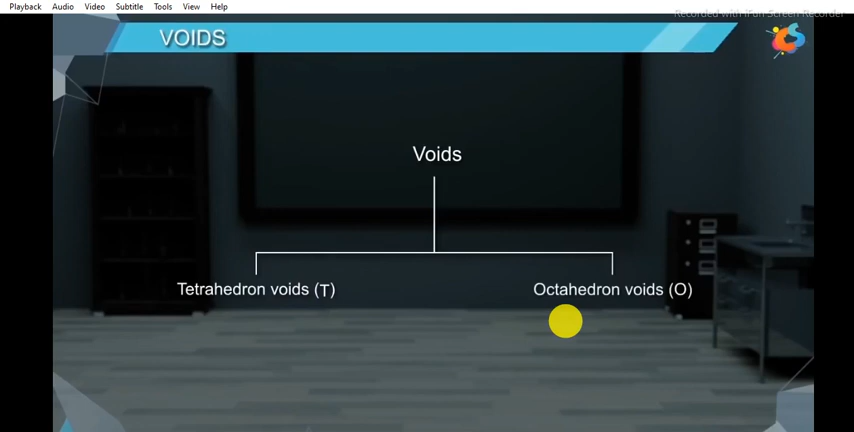 Playback Audio Video Subtitle Tools View Help
Recorded with iFun Screen Recorder
VOIDS
Voids
Tetrahedron voids (T)
Octahedron voids (O)